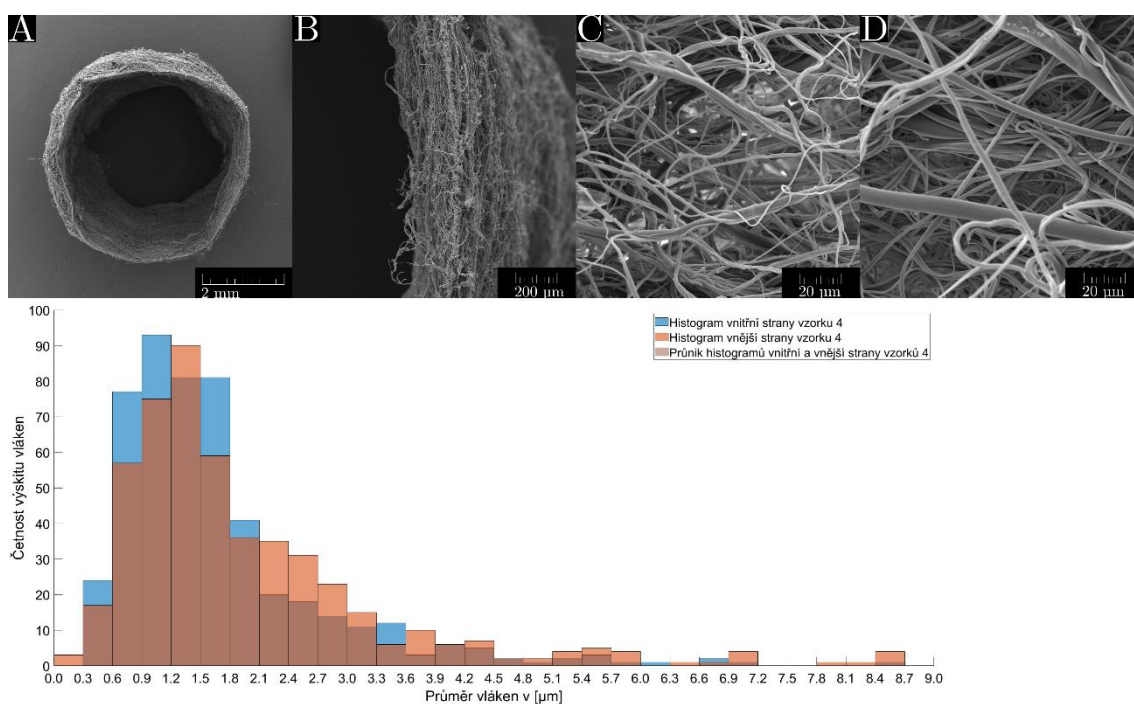 A
B
C
D
2 mm
200 µm
20 µm
20 µm
100
90
80
70
60
50
40
30
20
10
0
Četnost výskitu vláken
Histogram vnitřní strany vzorku 4
Histogram vnější strany vzorku 4
Průnik histogramů vnitřní a vnější strany vzorků 4
0.0 0.3 0.6 0.9 1.2 1.5 1.8 2.1 2.4 2.7 3.0 3.3 3.6 3.9 4.2 4.5 4.8 5.1 5.4 5.7 6.0 6.3 6.6 6.9 7.2 7.5 7.8 8.1 8.4 8.7 9.0
Průměr vláken v [µm]